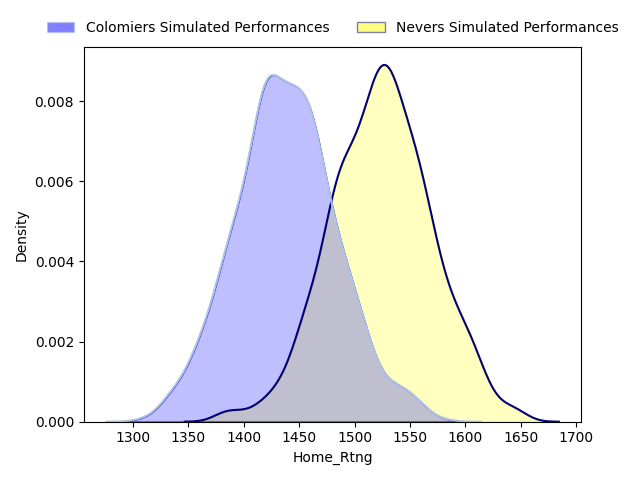 Colomiers Simulated Performances Nevers Simulated Performances
0.008
0.006
0.004
0.002
0.000
Density
1300 1350 1400 1450 1500 1550 1600 1650 1700
Home_Rtng